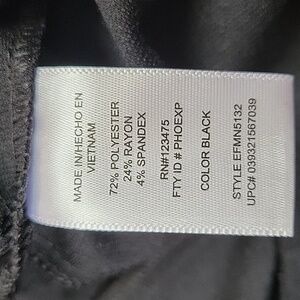 MADE IN/HECHO EN
VIETNAM
72% POLYESTER
24% RAYON
4% SPANDEX
RN#123475
FTY ID # PHOEXP
COLOR BLACK
STYLE EFMN5132
UPC# 039321567039